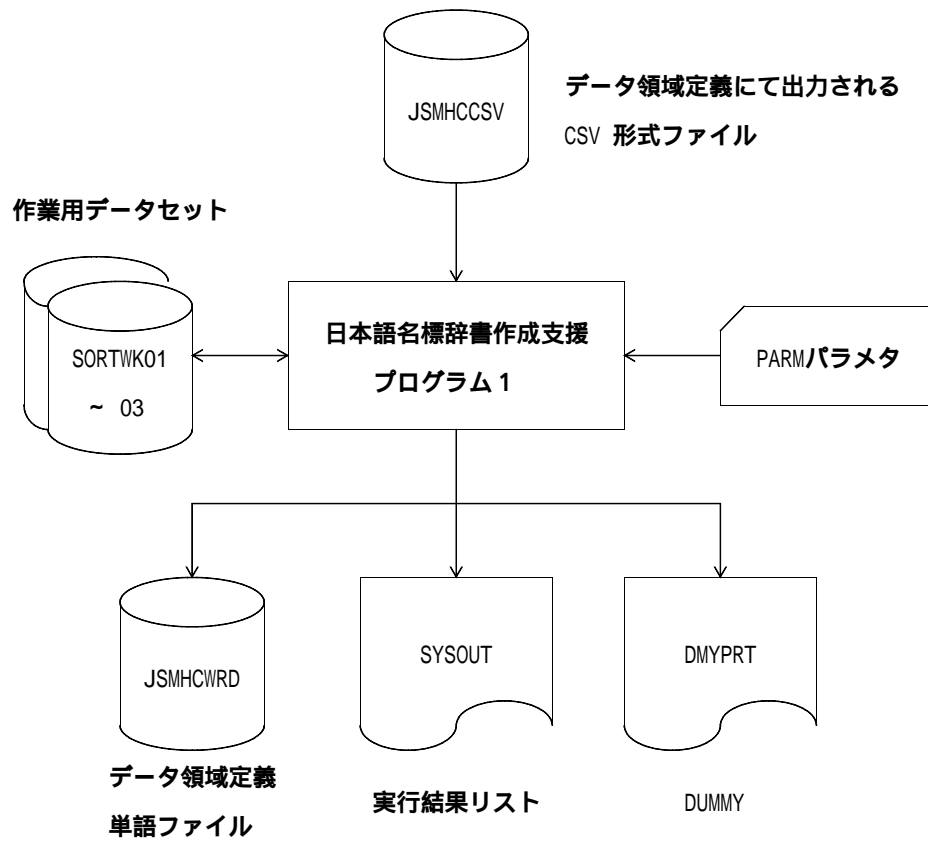 JSMHCCSV
データ領域定義にて出力される
CSV 形式ファイル
作業用データセット
SORTWK01
~ 03
日本語名標辞書作成支援
プログラム1
PARMパラメタ
JSMHCWRD
SYSOUT
DMYPRT
データ領域定義
単語ファイル
実行結果リスト
DUMMY